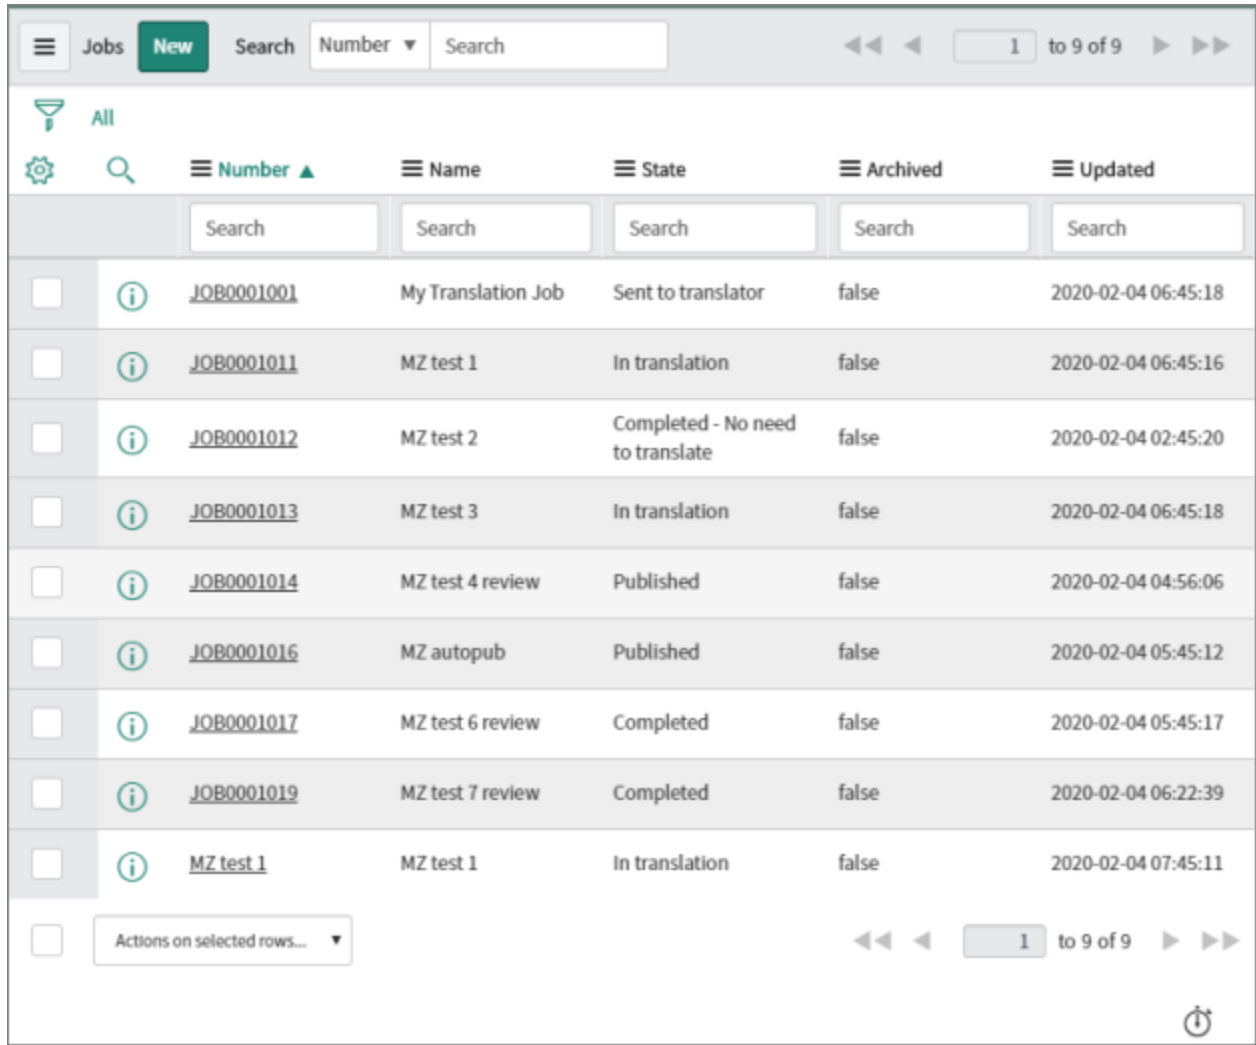 Jobs New Search Number Search 1 to 9 of 9
All
Number Name State Archived Updated
Search Search Search Search Search
JOB0001001 My Translation Job Sent to translator false 2020-02-04 06:45:18
JOB0001011 MZ test 1 In translation false 2020-02-04 06:45:16
JOB0001012 MZ test 2 Completed - No need to translate false 2020-02-04 02:45:20
JOB0001013 MZ test 3 In translation false 2020-02-04 06:45:18
JOB0001014 MZ test 4 review Published false 2020-02-04 04:56:06
JOB0001016 MZ autopub Published false 2020-02-04 05:45:12
JOB0001017 MZ test 6 review Completed false 2020-02-04 05:45:17
JOB0001019 MZ test 7 review Completed false 2020-02-04 06:22:39
MZ test 1 MZ test 1 In translation false 2020-02-04 07:45:11
Actions on selected rows... 1 to 9 of 9